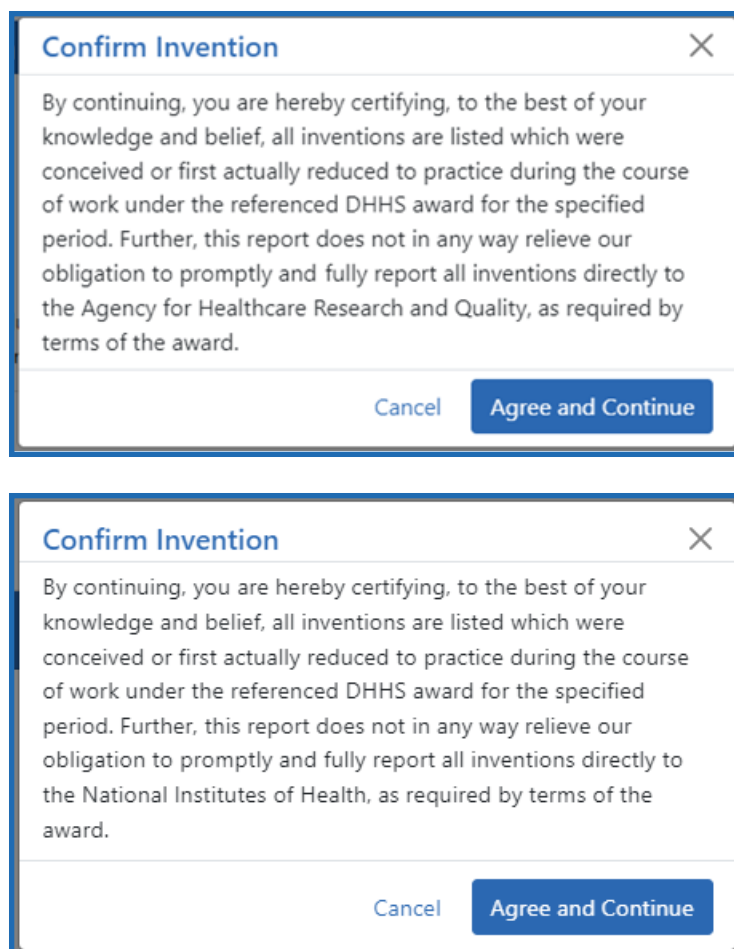 Confirm Invention
By continuing, you are hereby certifying, to the best of your
knowledge and belief, all inventions are listed which were
conceived or first actually reduced to practice during the course
of work under the referenced DHHS award for the specified
period. Further, this report does not in any way relieve our
obligation to promptly and fully report all inventions directly to
the Agency for Healthcare Research and Quality, as required by
terms of the award.
Cancel Agree and Continue
Confirm Invention
By continuing, you are hereby certifying, to the best of your
knowledge and belief, all inventions are listed which were
conceived or first actually reduced to practice during the course
of work under the referenced DHHS award for the specified
period. Further, this report does not in any way relieve our
obligation to promptly and fully report all inventions directly to
the National Institutes of Health, as required by terms of the
award.
Cancel Agree and Continue